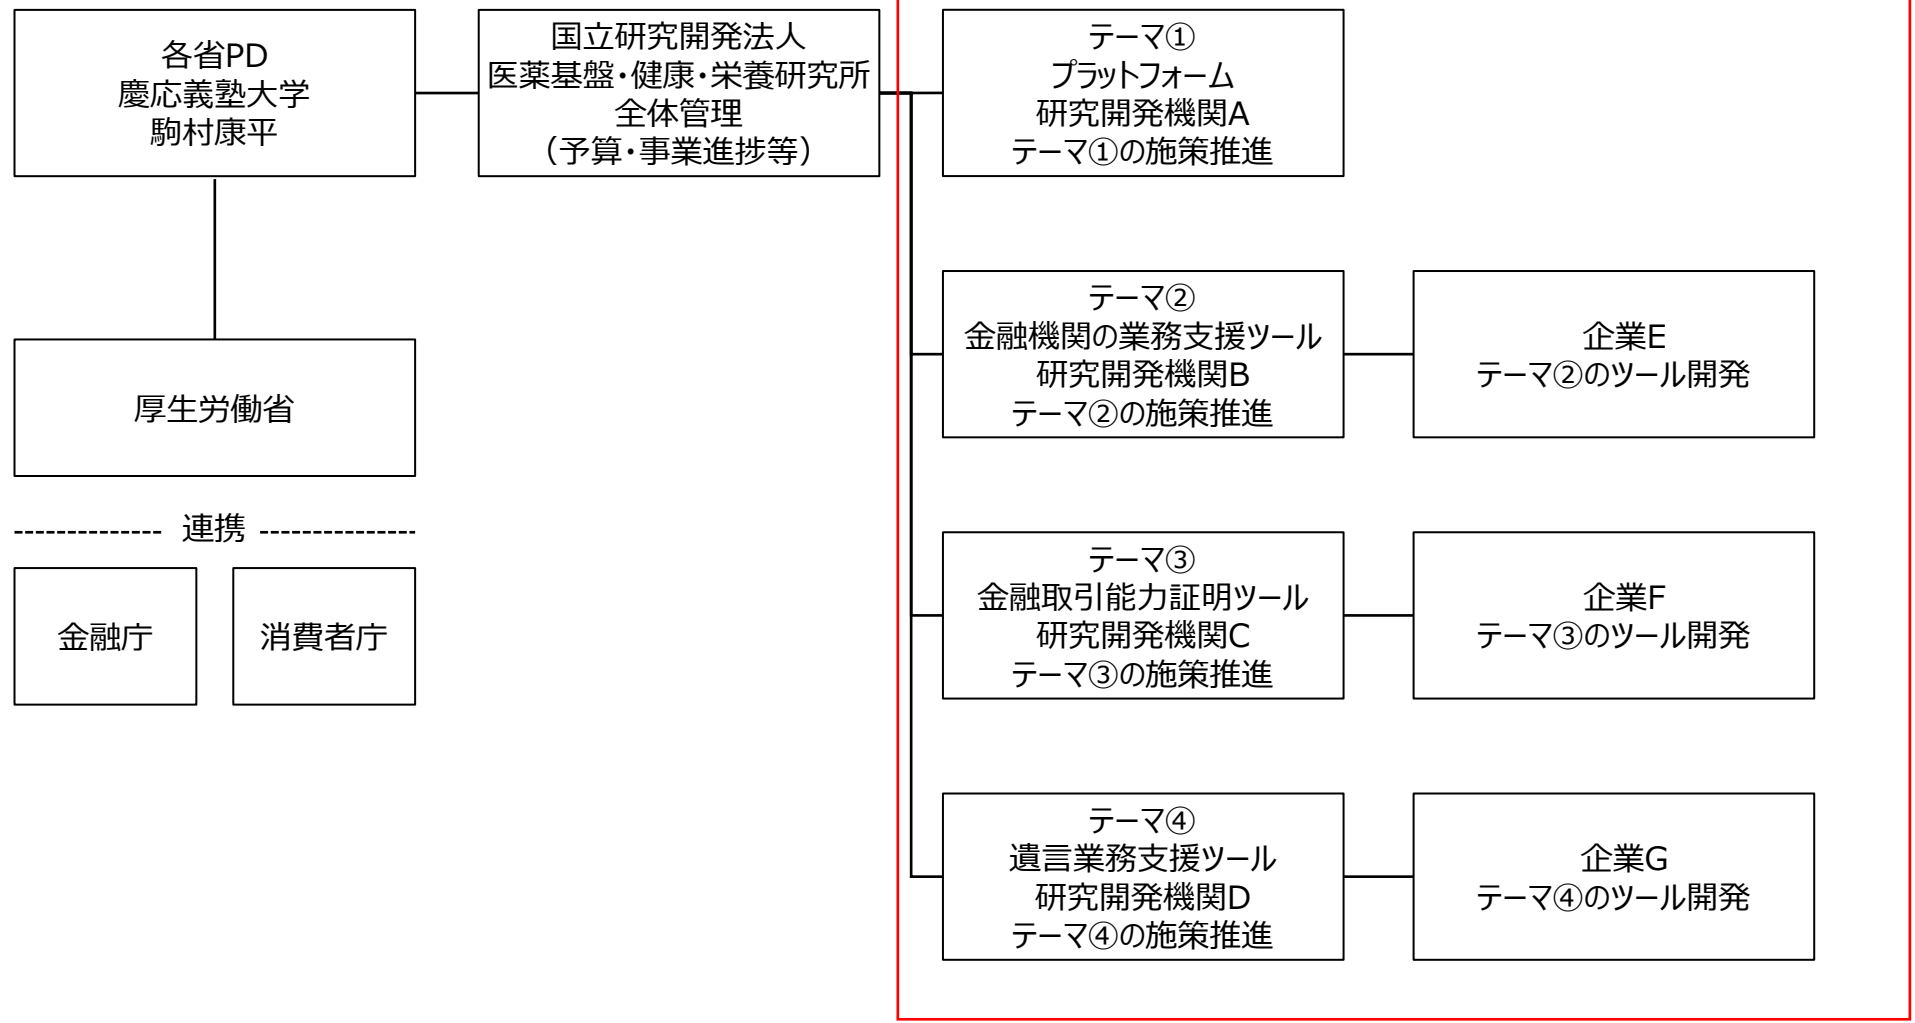 各省PD
慶応義塾大学
駒村康平
国立研究開発法人
医薬基盤・健康・栄養研究所
全体管理
（予算・事業進捗等）
テーマ①
プラットフォーム
研究開発機関A
テーマ①の施策推進
テーマ②
金融機関の業務支援ツール
研究開発機関B
テーマ②の施策推進
企業E
テーマ②のツール開発
厚生労働省
連携
金融庁
消費者庁
テーマ③
金融取引能力証明ツール
研究開発機関C
テーマ③の施策推進
企業F
テーマ③のツール開発
テーマ④
遺言業務支援ツール
研究開発機関D
テーマ④の施策推進
企業G
テーマ④のツール開発